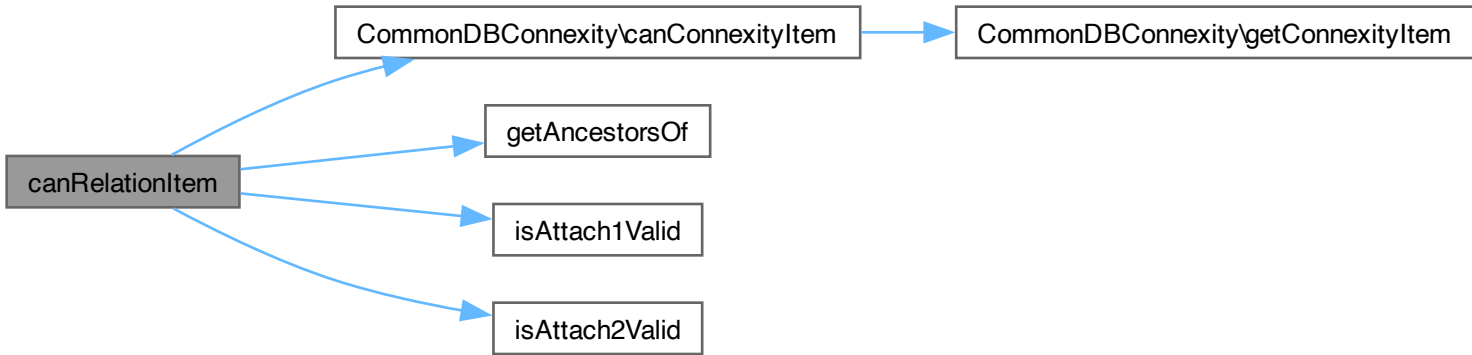 CommonDBConnexity\canConnexityItem
CommonDBConnexity\getConnexityItem
getAncestorsOf
canRelationItem
isAttach1Valid
isAttach2Valid